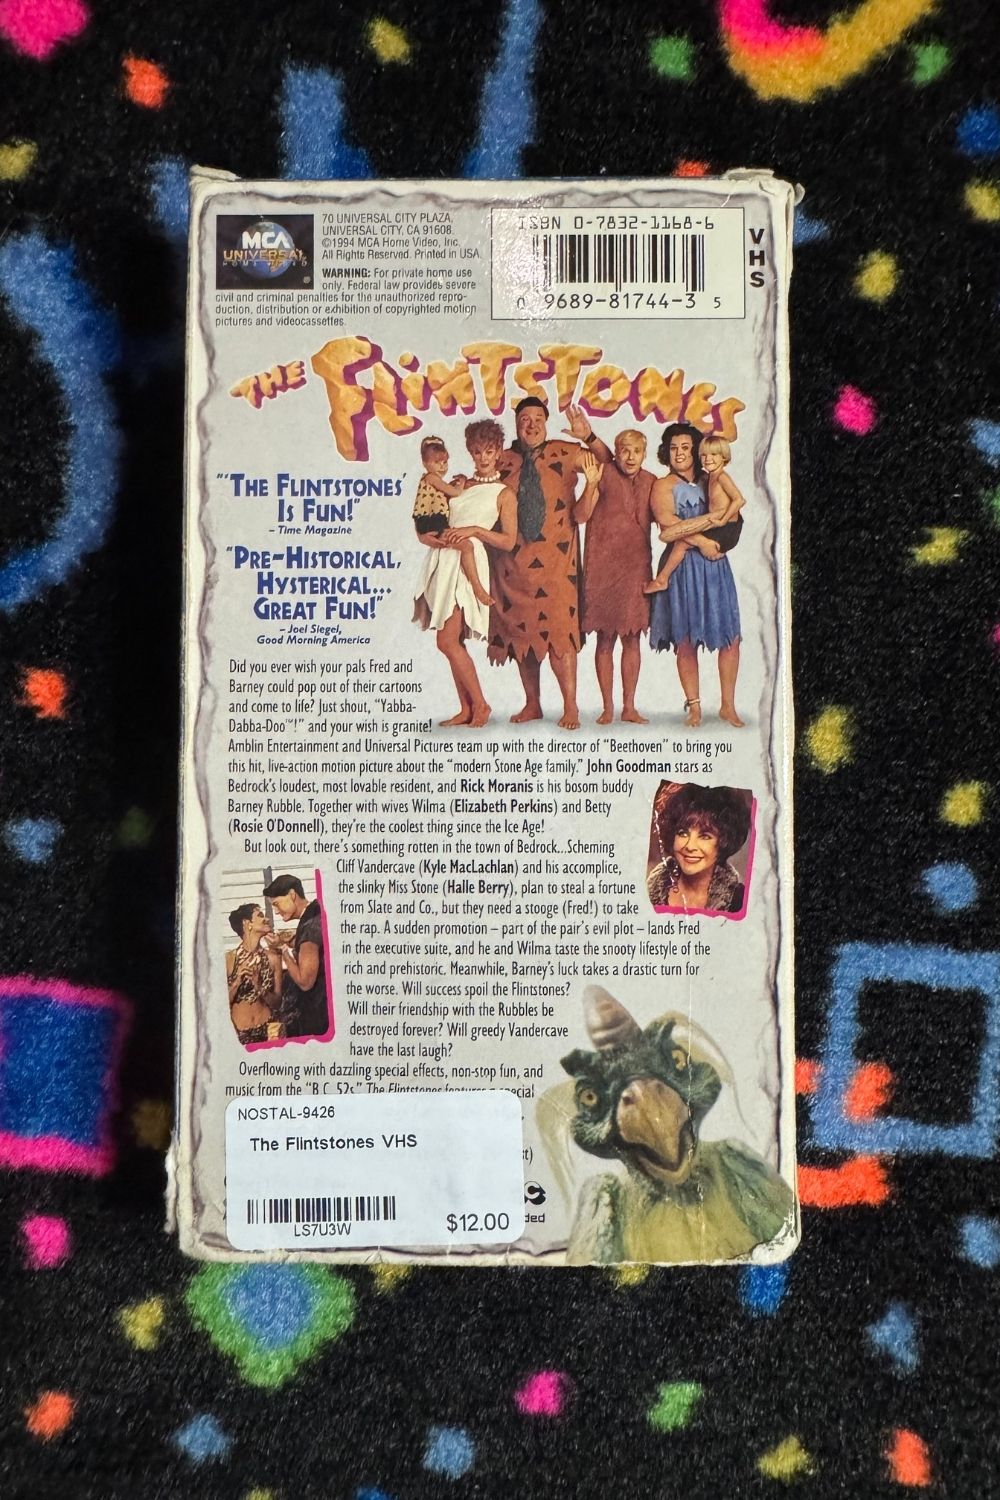 MCA
UNIVERSAL
HOME VIDEO
70 UNIVERSAL CITY PLAZA,
UNIVERSAL CITY, CA 91608.
©1994 MCA Home Video, Inc.
All Rights Reserved. Printed in USA.
WARNING: For private home use
only. Federal law provides severe
civil and criminal penalties for the unauthorized repro-
duction, distribution or exhibition of copyrighted motion
pictures and videocassettes.
ISBN 0-7832-1168-6
0 9689-81744-3 5
VHS
THE FLINTSTONES
"'THE FLINTSTONES'
IS FUN!"
– Time Magazine
"PRE-HISTORICAL,
HYSTERICAL...
GREAT FUN!"
– Joel Siegel,
Good Morning America
Did you ever wish your pals Fred and
Barney could pop out of their cartoons
and come to life? Just shout, "Yabba-
Dabba-Doo™!" and your wish is granite!
Amblin Entertainment and Universal Pictures team up with the director of "Beethoven" to bring you
this hit, live-action motion picture about the "modern Stone Age family." John Goodman stars as
Bedrock's loudest, most lovable resident, and Rick Moranis is his bosom buddy
Barney Rubble. Together with wives Wilma (Elizabeth Perkins) and Betty
(Rosie O'Donnell), they're the coolest thing since the Ice Age!
But look out, there's something rotten in the town of Bedrock...Scheming
Cliff Vandercave (Kyle MacLachlan) and his accomplice,
the slinky Miss Stone (Halle Berry), plan to steal a fortune
from Slate and Co., but they need a stooge (Fred!) to take
the rap. A sudden promotion – part of the pair's evil plot – lands Fred
in the executive suite, and he and Wilma taste the snooty lifestyle of the
rich and prehistoric. Meanwhile, Barney's luck takes a drastic turn for
the worse. Will success spoil the Flintstones?
Will their friendship with the Rubbles be
destroyed forever? Will greedy Vandercave
have the last laugh?
Overflowing with dazzling special effects, non-stop fun, and
music from the "B.C. 52s" The Flintstones features
NOSTAL-9426
The Flintstones VHS
LS7U3W
$12.00